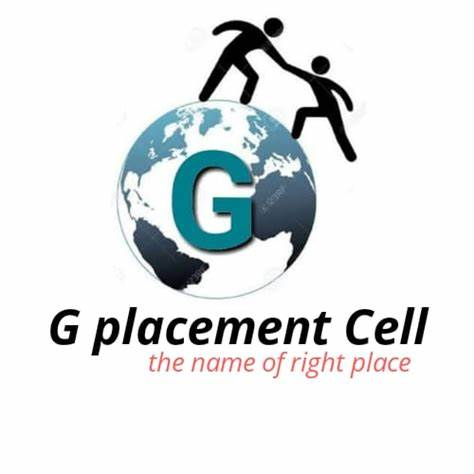 G
G placement Cell
the name of right place